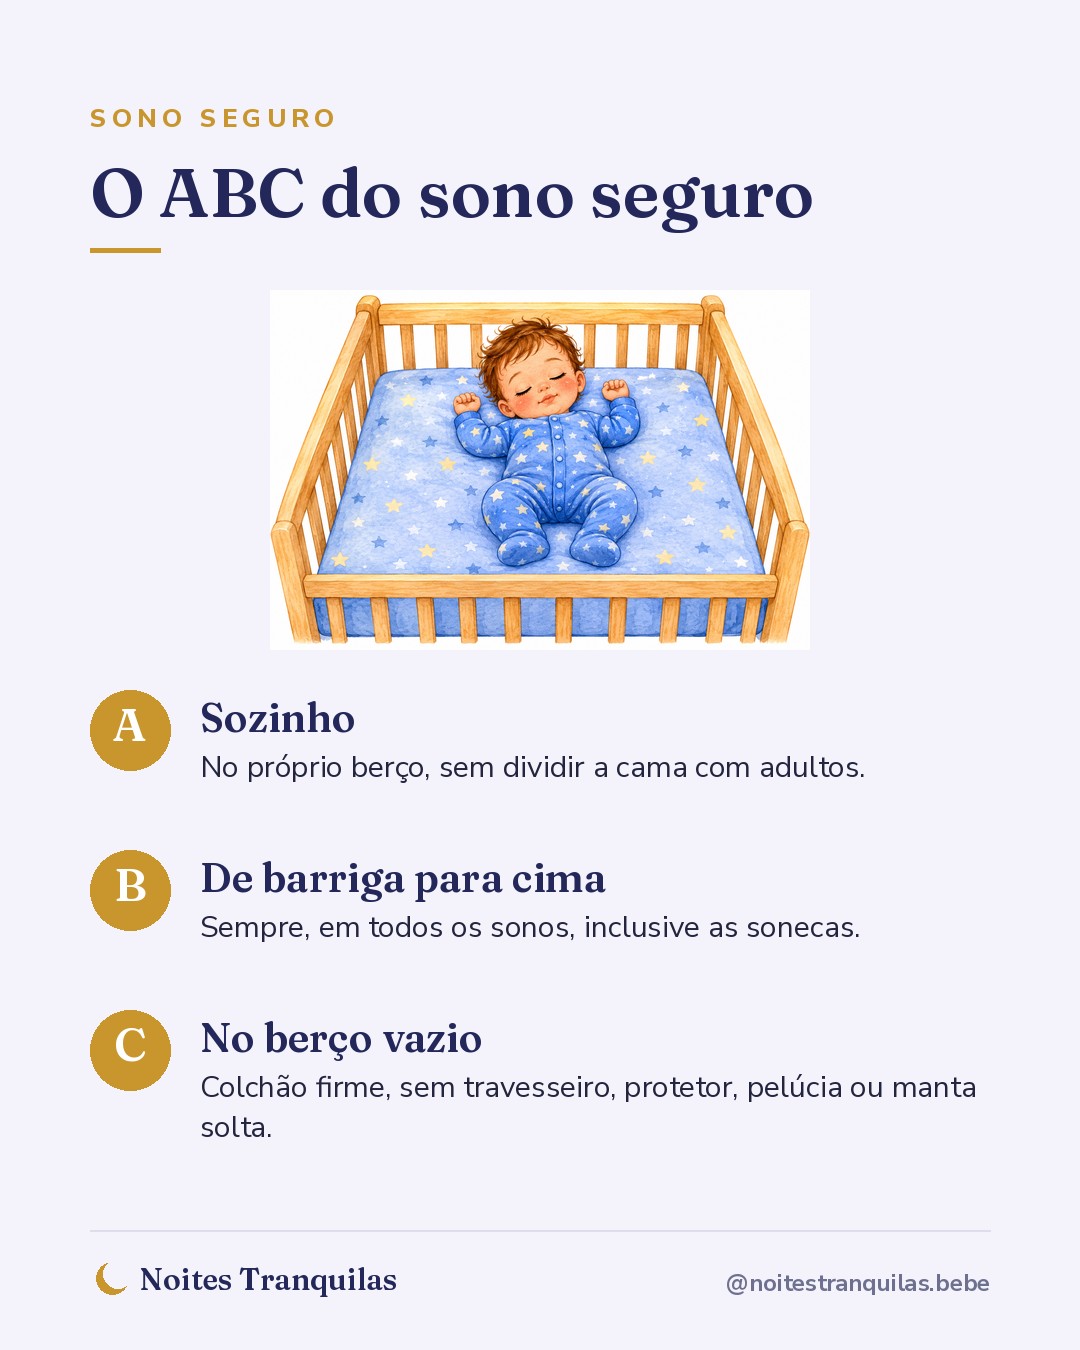 SONO SEGURO
O ABC do sono seguro
A
Sozinho
No próprio berço, sem dividir a cama com adultos.
B
De barriga para cima
Sempre, em todos os sonos, inclusive as sonecas.
C
No berço vazio
Colchão firme, sem travesseiro, protetor, pelúcia ou manta
solta.
Noites Tranquilas
@noitestranquilas.bebe